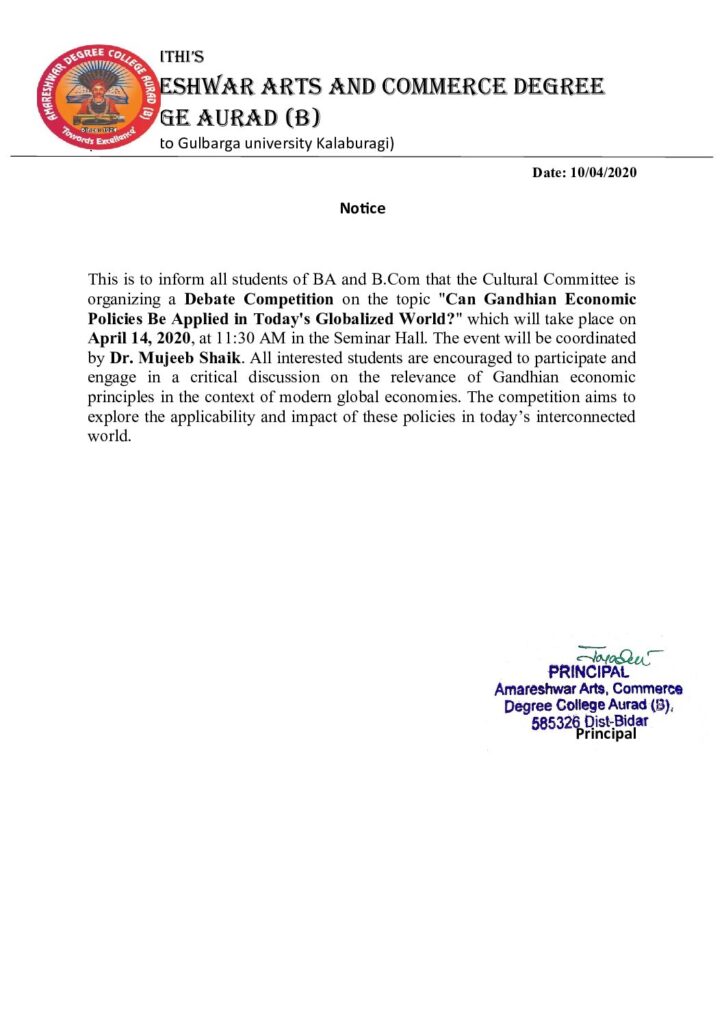 AMARESHWAR DEGREE COLLEGE AURAD (B)
"Towards Excellence"
ITHI'S
ESHWAR ARTS AND COMMERCE DEGREE
GE AURAD (B)
to Gulbarga university Kalaburagi)
Date: 10/04/2020
Notice
This is to inform all students of BA and B.Com that the Cultural Committee is
organizing a Debate Competition on the topic "Can Gandhian Economic
Policies Be Applied in Today's Globalized World?" which will take place on
April 14, 2020, at 11:30 AM in the Seminar Hall. The event will be coordinated
by Dr. Mujeeb Shaik. All interested students are encouraged to participate and
engage in a critical discussion on the relevance of Gandhian economic
principles in the context of modern global economies. The competition aims to
explore the applicability and impact of these policies in today’s interconnected
world.
PRINCIPAL
Amareshwar Arts, Commerce
Degree College Aurad (B),
585326 Dist-Bidar
Principal